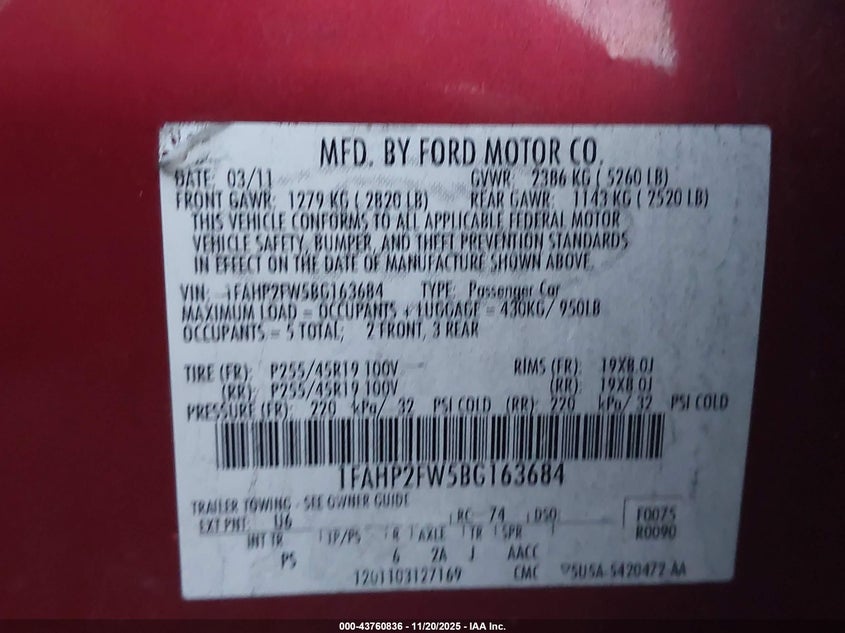 MFD. BY FORD MOTOR CO.
DATE: 03/11 GVWR: 2386 KG ( 5260 LB)
FRONT GAWR: 1279 KG ( 2820 LB) REAR GAWR: 1143 KG ( 2520 LB)
THIS VEHICLE CONFORMS TO ALL APPLICABLE FEDERAL MOTOR
VEHICLE SAFETY, BUMPER, AND THEFT PREVENTION STANDARDS
IN EFFECT ON THE DATE OF MANUFACTURE SHOWN ABOVE.
VIN: 1FAHP2FW5BG163684 TYPE: Passenger Car
MAXIMUM LOAD = OCCUPANTS + LUGGAGE = 430KG/ 950LB
OCCUPANTS = 5 TOTAL; 2 FRONT, 3 REAR
TIRE (FR): P255/45R19 100V RIMS (FR): 19X8.0J
(RR): P255/45R19 100V (RR): 19X8.0J
PRESSURE (FR): 220 kPa/ 32 PSI COLD (RR): 220 kPa/ 32 PSI COLD
1FAHP2FW5BG163684
TRAILER TOWING - SEE OWNER GUIDE
EXT PNT: U6 RC: 74 DSO: F0075
R0090
INT TR TP/PS R AXLE TR SPR
P5 6 2A J AACC
1201103127169 CMC 5U5A-5420472-AA
000-43760836 - 11/20/2025 - IAA Inc.